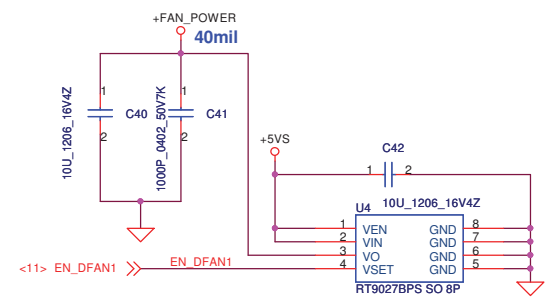 +FAN_POWER
40mil
1
1
10U_1206_16V4Z
C40
1000P_0402_50V7K
C41
2
2
+5VS
C42
1
2
U4
10U_1206_16V4Z
1 VEN GND 8
2 VIN GND 7
3 VO GND 6
4 VSET GND 5
<11> EN_DFAN1
EN_DFAN1
RT9027BPS SO 8P